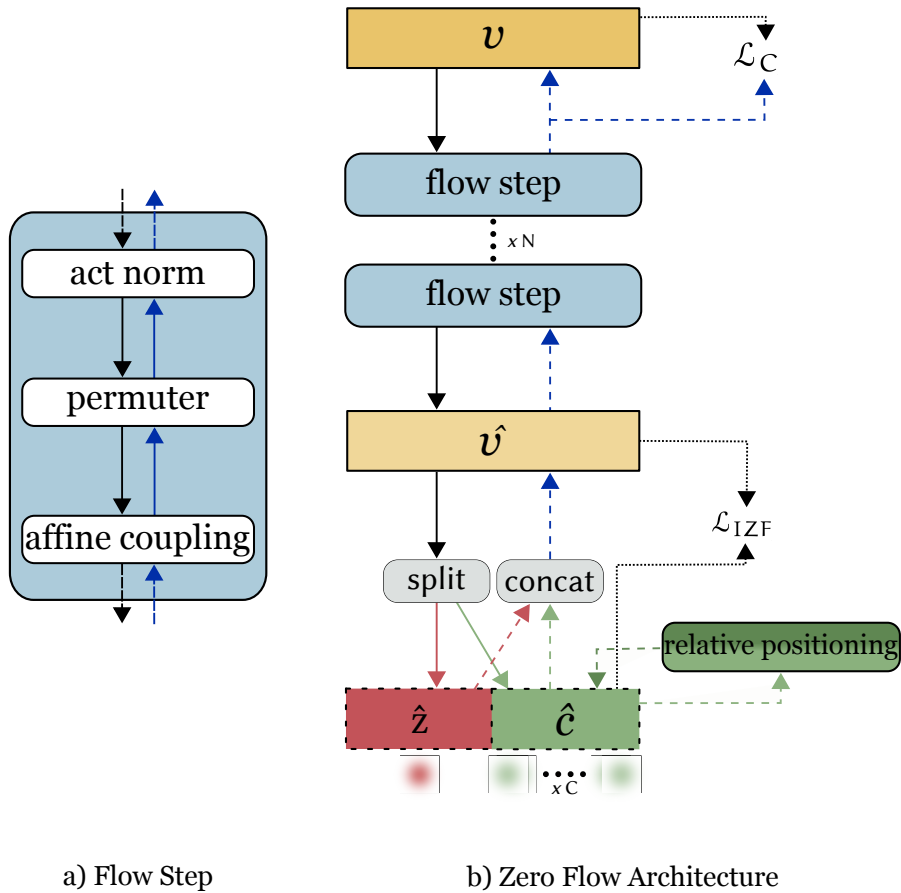 v
ℒC
flow step
x N
flow step
act norm
permuter
affine coupling
v̂
ℒIZF
split
concat
relative positioning
ẑ
ĉ
x C
a) Flow Step
b) Zero Flow Architecture